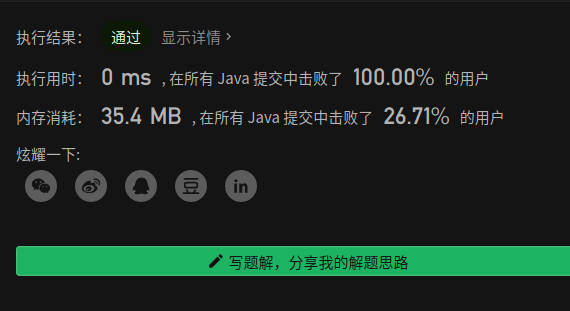 执行结果： 通过 显示详情 ›
执行用时： 0 ms , 在所有 Java 提交中击败了 100.00% 的用户
内存消耗： 35.4 MB , 在所有 Java 提交中击败了 26.71% 的用户
炫耀一下:
豆 in
写题解，分享我的解题思路